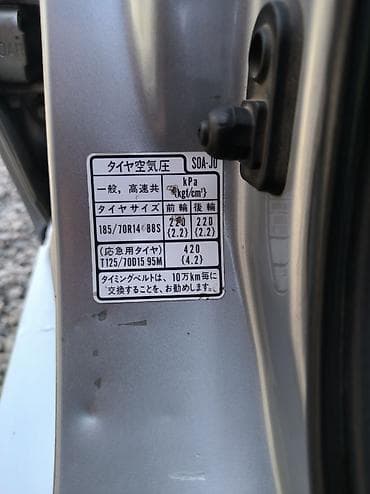 タイヤ空気圧 S0A-J0
一般，高速共 kPa
(kgf/cm²)
タイヤサイズ 前輪 後輪
185/70R14 88S 220 220
(2.2) (2.2)
(応急用タイヤ) 420
T125/70D15 95M (4.2)
タイミングベルトは、10万km毎に
交換することを、お勧めします。